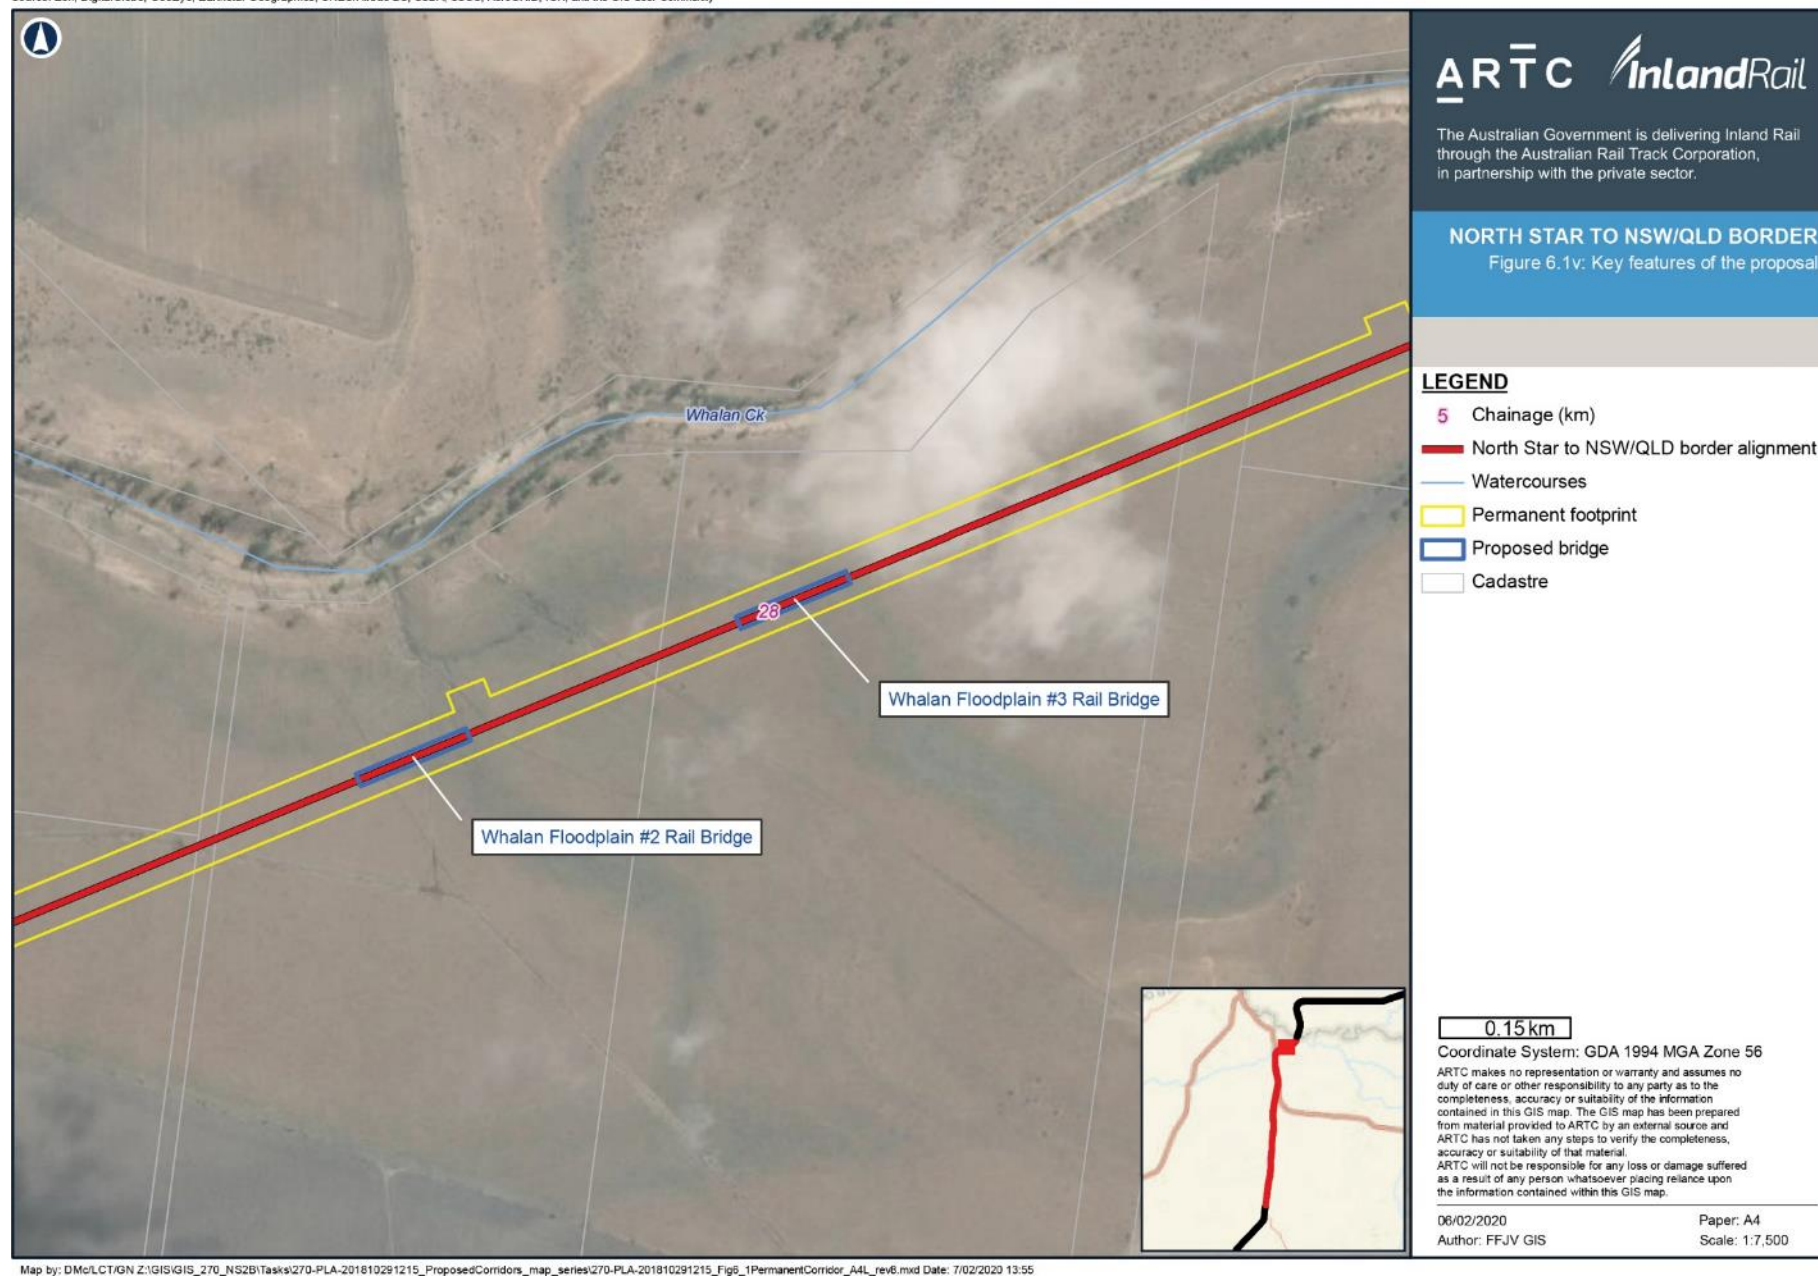 ARTC InlandRail
The Australian Government is delivering Inland Rail
through the Australian Rail Track Corporation,
in partnership with the private sector.
NORTH STAR TO NSW/QLD BORDER
Figure 6.1v: Key features of the proposal
LEGEND
5 Chainage (km)
North Star to NSW/QLD border alignment
Watercourses
Permanent footprint
Proposed bridge
Cadastre
Whalan Ck
28
Whalan Floodplain #3 Rail Bridge
Whalan Floodplain #2 Rail Bridge
0.15 km
Coordinate System: GDA 1994 MGA Zone 56
ARTC makes no representation or warranty and assumes no
duty of care or other responsibility to any party as to the
completeness, accuracy or suitability of the information
contained in this GIS map. The GIS map has been prepared
from material provided to ARTC by an external source and
ARTC has not taken any steps to verify the completeness,
accuracy or suitability of that material.
ARTC will not be responsible for any loss or damage suffered
as a result of any person whatsoever placing reliance upon
the information contained within this GIS map.
06/02/2020 Paper: A4
Author: FFJV GIS Scale: 1:7,500
Map by: DMc/LCT/GN Z:\GIS\GIS_270_NS2B\Tasks\270-PLA-201810291215_ProposedCorridors_map_series\270-PLA-201810291215_Fig6_1PermanentCorridor_A4L_rev8.mxd Date: 7/02/2020 13:55